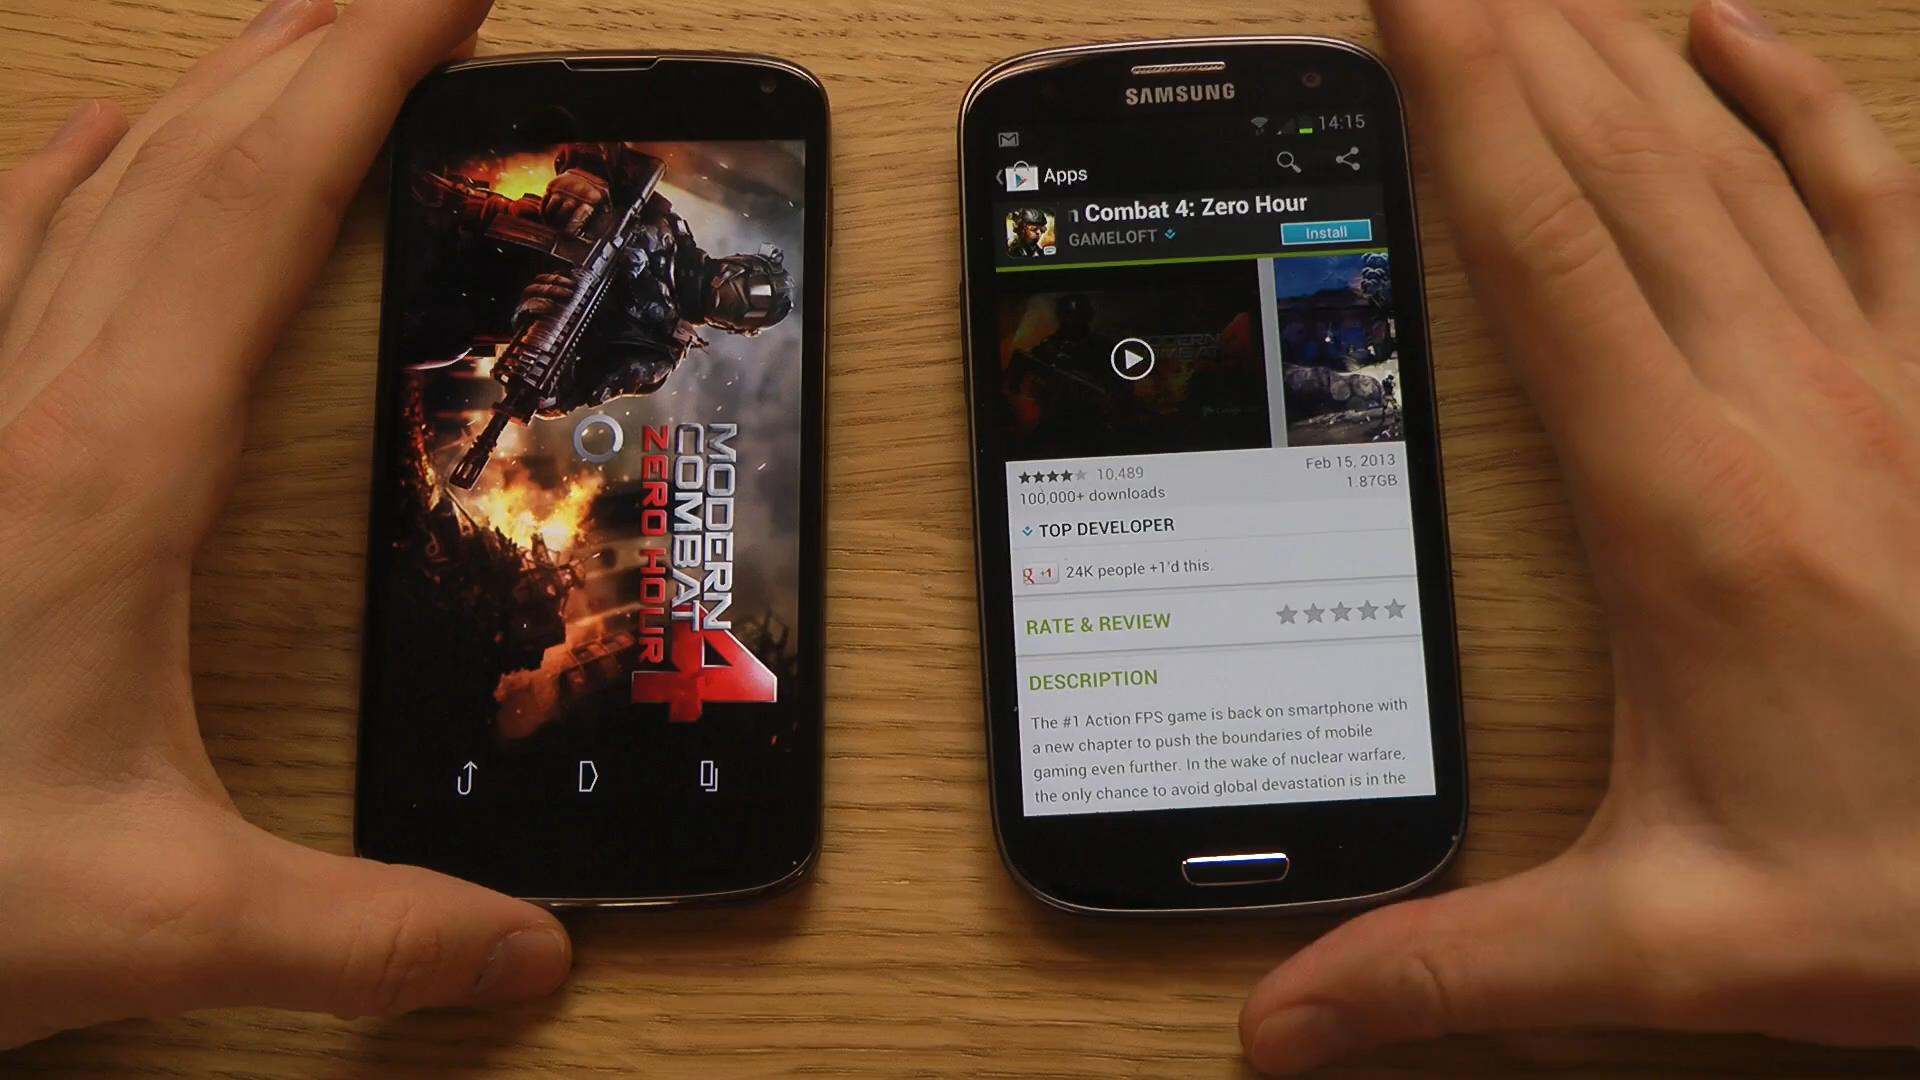 MODERN
COMBAT 4
ZERO HOUR
SAMSUNG
14:15
Apps
n Combat 4: Zero Hour
GAMELOFT
Install
10,489
100,000+ downloads
Feb 15, 2013
1.87GB
TOP DEVELOPER
g +1 24K people +1'd this.
RATE & REVIEW
DESCRIPTION
The #1 Action FPS game is back on smartphone with
a new chapter to push the boundaries of mobile
gaming even further. In the wake of nuclear warfare,
the only chance to avoid global devastation is in the